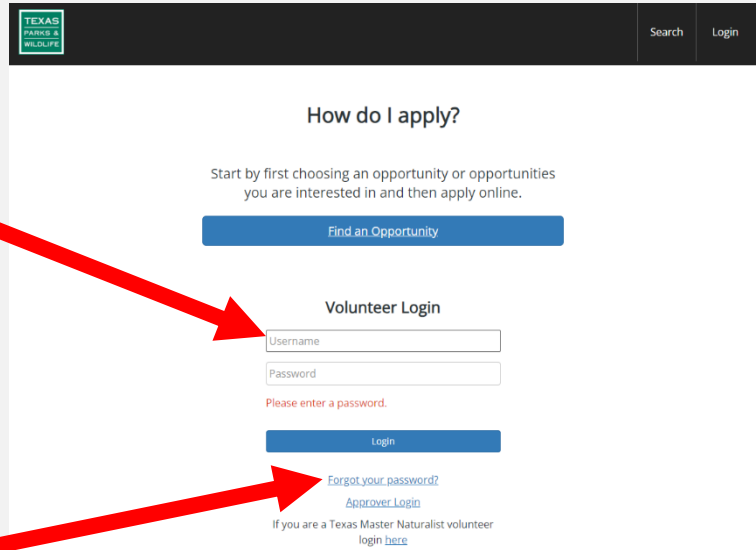 TEXAS
PARKS &
WILDLIFE
Search
Login
How do I apply?
Start by first choosing an opportunity or opportunities
you are interested in and then apply online.
Find an Opportunity
Volunteer Login
Username
Password
Please enter a password.
Login
Forgot your password?
Approver Login
If you are a Texas Master Naturalist volunteer
login here